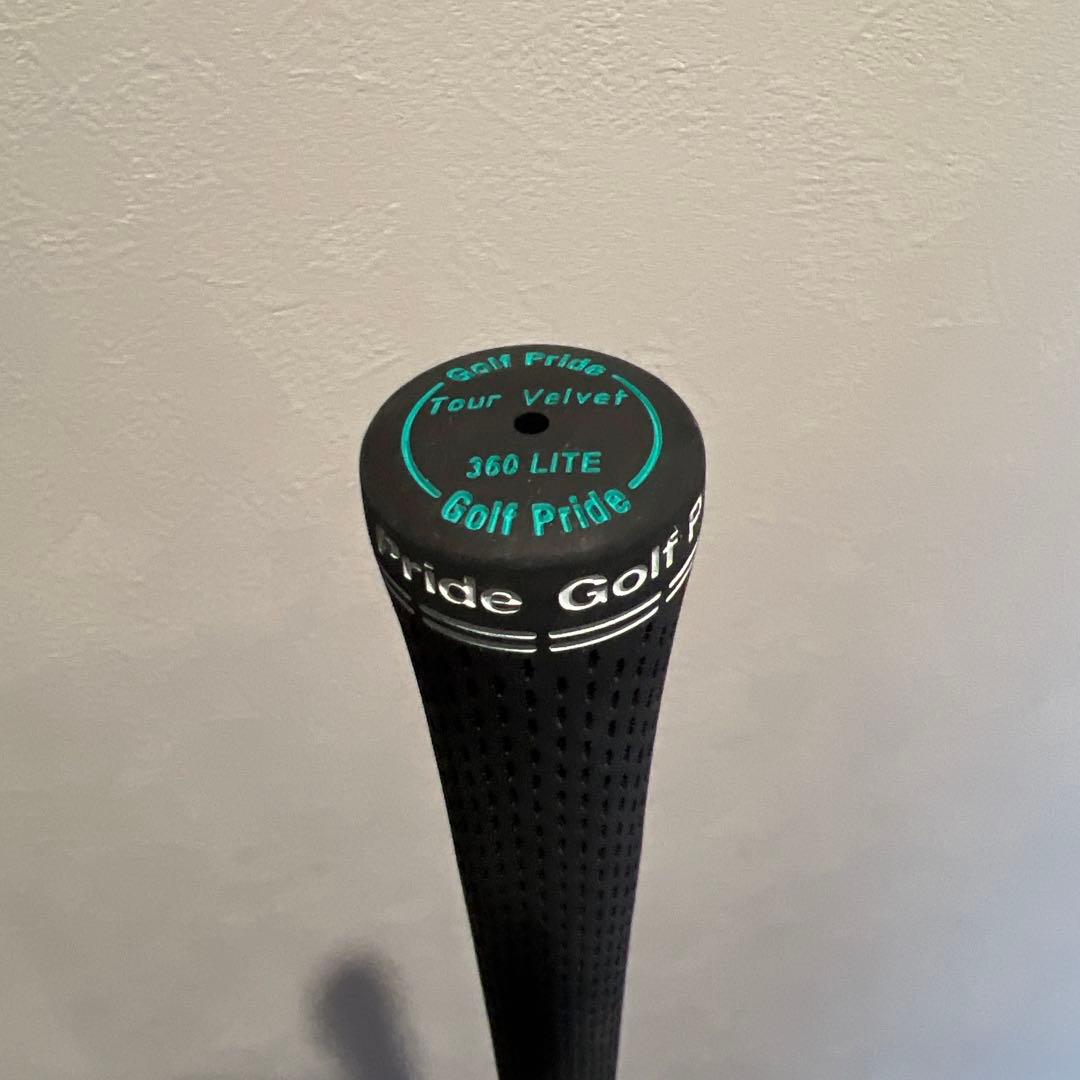 Golf Pride
Tour Velvet
360 LITE
Golf Pride
Pride Golf P